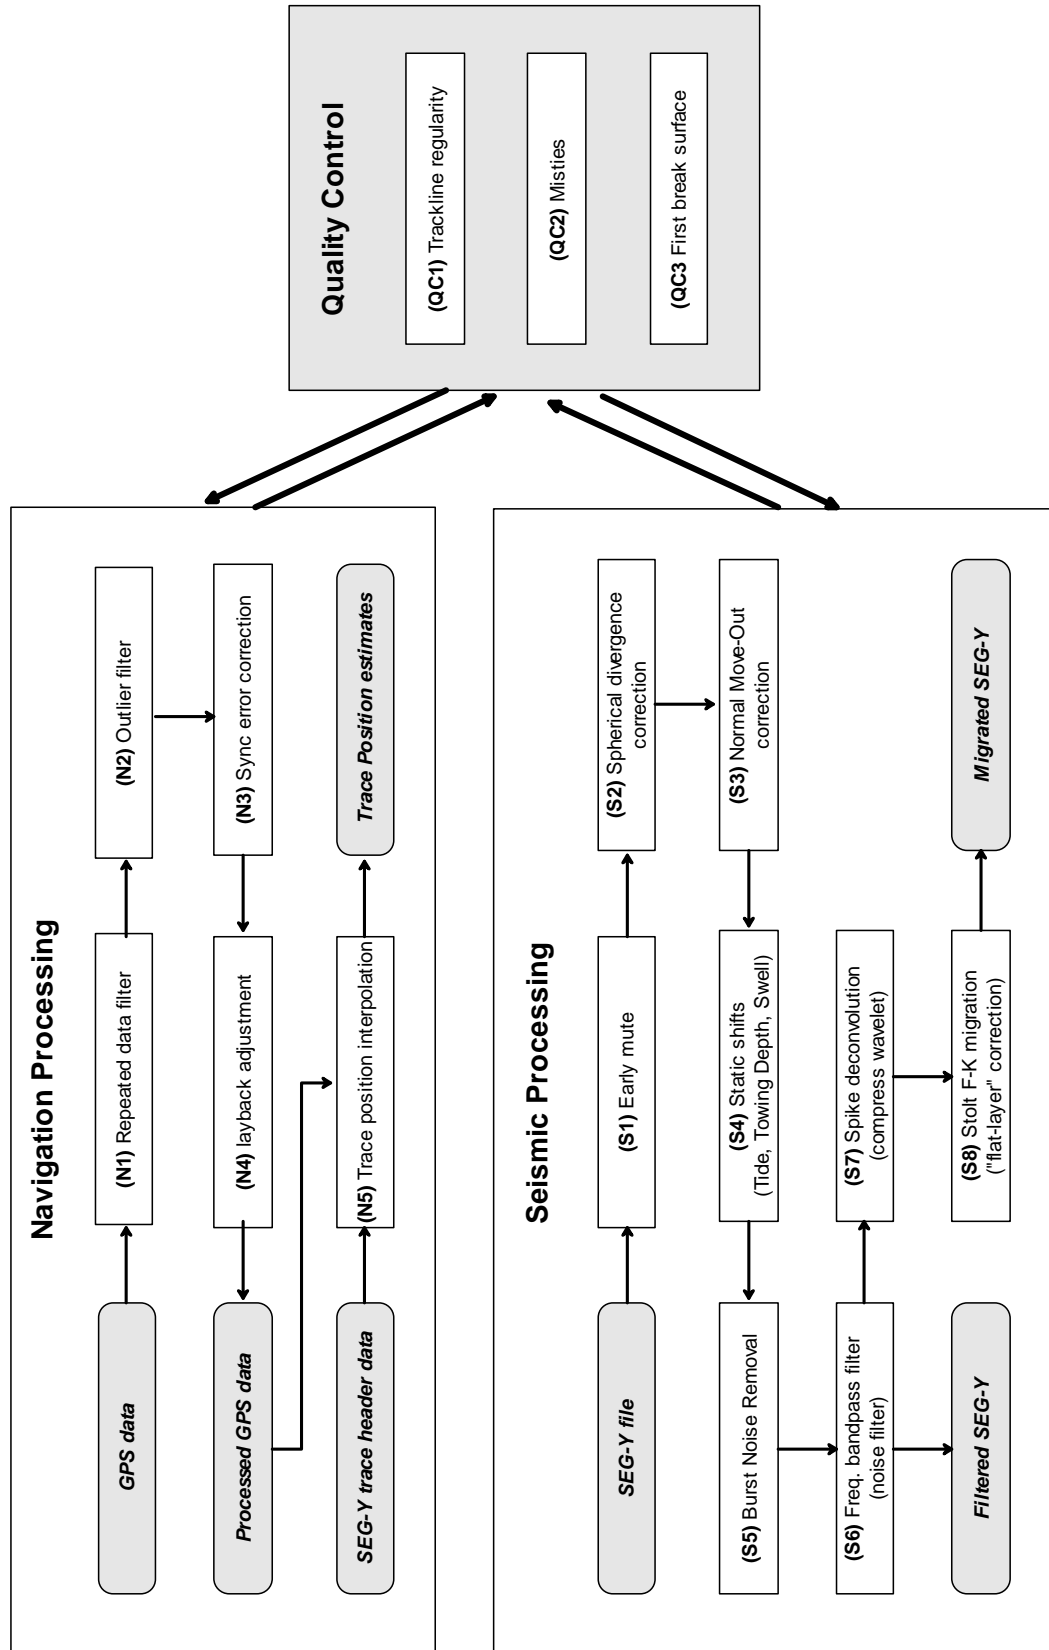 Navigation Processing
GPS data
(N1) Repeated data filter
(N2) Outlier filter
Processed GPS data
(N4) layback adjustment
(N3) Sync error correction
SEG-Y trace header data
(N5) Trace position interpolation
Trace Position estimates
Seismic Processing
SEG-Y file
(S1) Early mute
(S2) Spherical divergence
correction
(S5) Burst Noise Removal
(S4) Static shifts
(Tide, Towing Depth, Swell)
(S3) Normal Move-Out
correction
(S6) Freq. bandpass filter
(noise filter)
(S7) Spike deconvolution
(compress wavelet)
Filtered SEG-Y
(S8) Stolt F-K migration
("flat-layer" correction)
Migrated SEG-Y
Quality Control
(QC1) Trackline regularity
(QC2) Misties
(QC3 First break surface